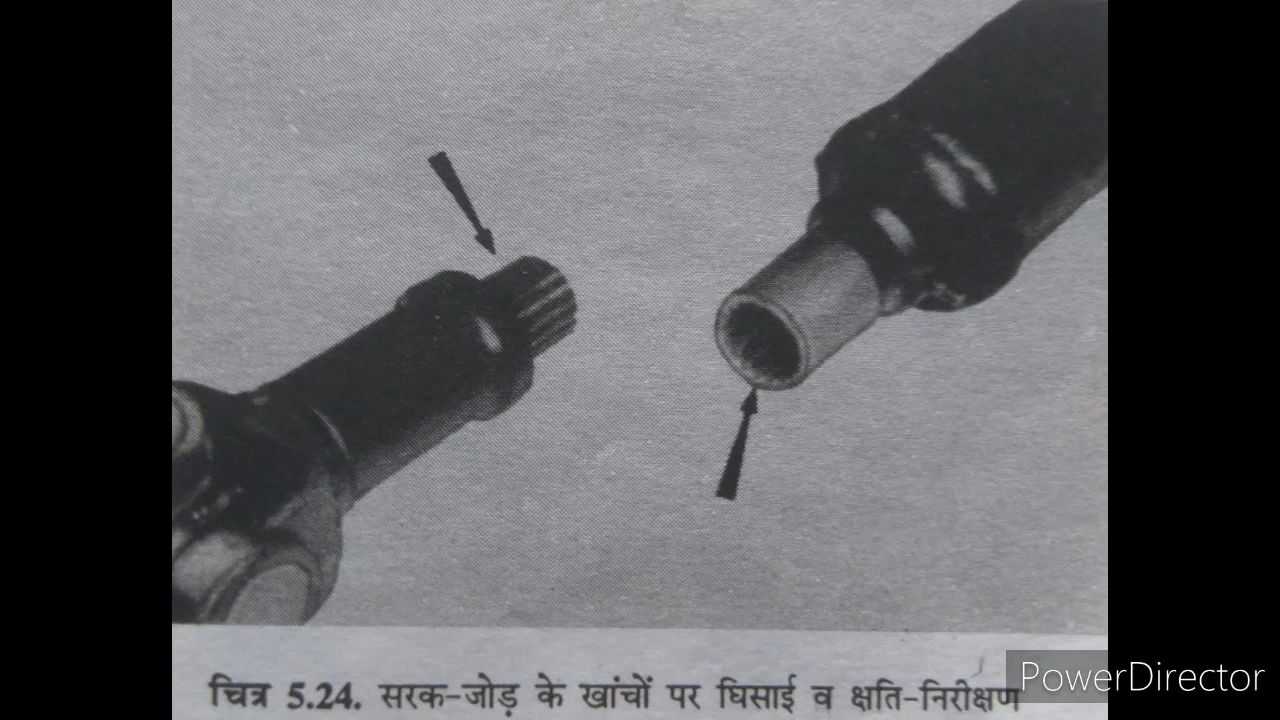 चित्र 5.24. सरक-जोड़ के खांचों पर घिसाई व क्षति-निरीक्षण
PowerDirector